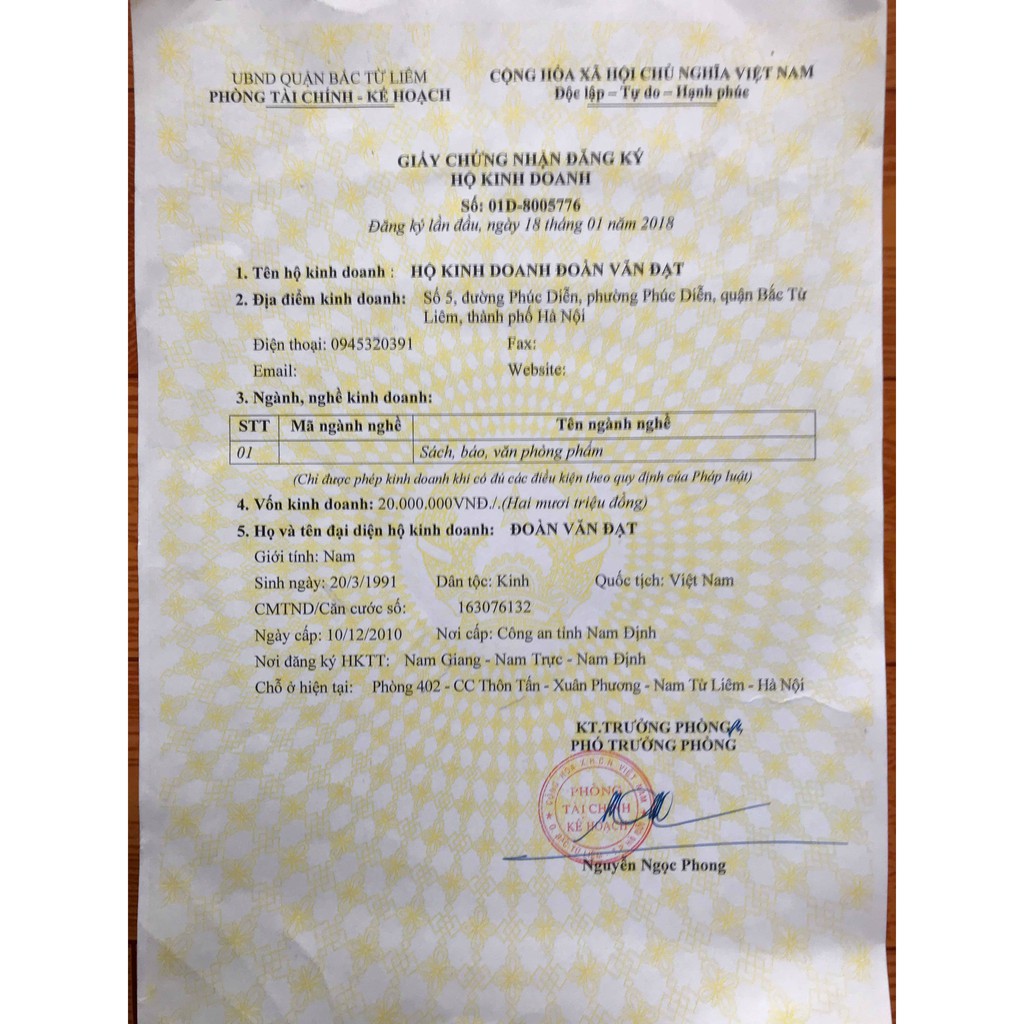 UBND QUẬN BẮC TỪ LIÊM
PHÒNG TÀI CHÍNH - KẾ HOẠCH
CỘNG HÒA XÃ HỘI CHỦ NGHĨA VIỆT NAM
Độc lập – Tự do – Hạnh phúc
GIẤY CHỨNG NHẬN ĐĂNG KÝ
HỘ KINH DOANH
Số: 01D-8005776
Đăng ký lần đầu, ngày 18 tháng 01 năm 2018
1. Tên hộ kinh doanh : HỘ KINH DOANH ĐOÀN VĂN ĐẠT
2. Địa điểm kinh doanh: Số 5, đường Phúc Diễn, phường Phúc Diễn, quận Bắc Từ
Liêm, thành phố Hà Nội
Điện thoại: 0945320391 Fax:
Email: Website:
3. Ngành, nghề kinh doanh:
STT Mã ngành nghề Tên ngành nghề
01 Sách, báo, văn phòng phẩm
(Chỉ được phép kinh doanh khi có đủ các điều kiện theo quy định của Pháp luật)
4. Vốn kinh doanh: 20.000.000VNĐ./.(Hai mươi triệu đồng)
5. Họ và tên đại diện hộ kinh doanh: ĐOÀN VĂN ĐẠT
Giới tính: Nam
Sinh ngày: 20/3/1991 Dân tộc: Kinh Quốc tịch: Việt Nam
CMTND/Căn cước số: 163076132
Ngày cấp: 10/12/2010 Nơi cấp: Công an tỉnh Nam Định
Nơi đăng ký HKTT: Nam Giang - Nam Trực - Nam Định
Chỗ ở hiện tại: Phòng 402 - CC Thôn Tấn - Xuân Phương - Nam Từ Liêm - Hà Nội
KT.TRƯỞNG PHÒNG
PHÓ TRƯỞNG PHÒNG
CỘNG HÒA X.H.C.N VIỆT NAM
PHÒNG
TÀI CHÍNH
KẾ HOẠCH
Q. BẮC TỪ LIÊM
Nguyễn Ngọc Phong